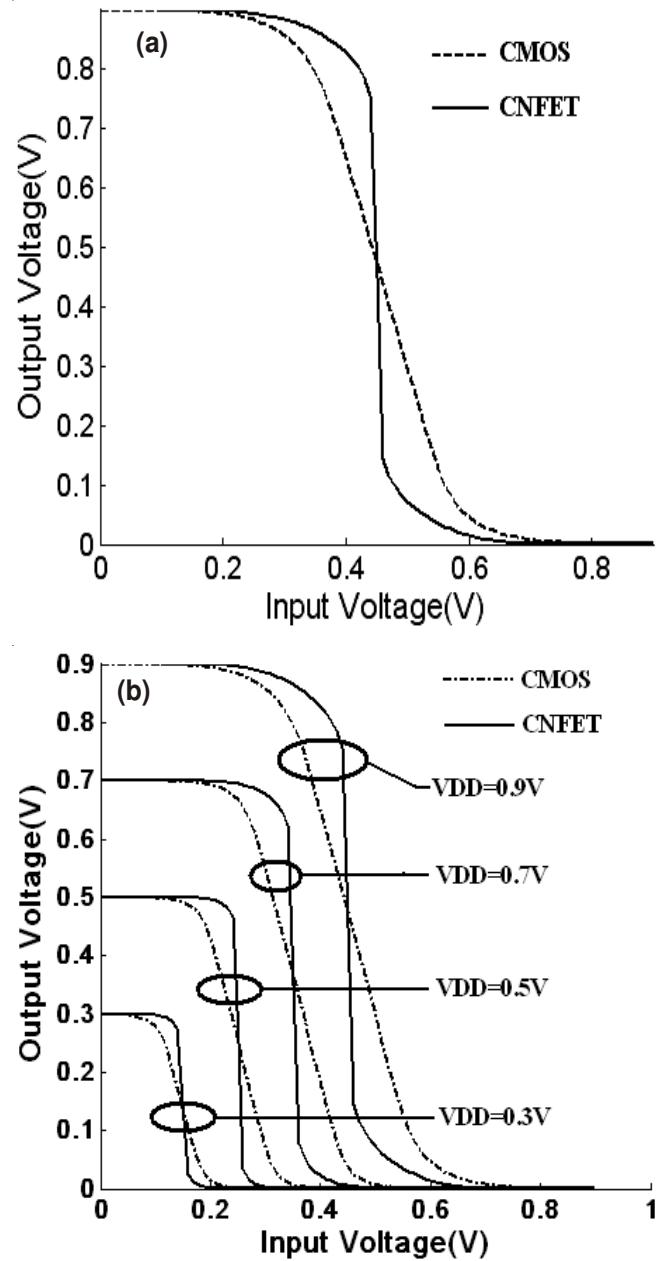 (a)
CMOS
CNFET
0.9
0.8
0.7
0.6
0.5
0.4
0.3
0.2
0.1
0
Output Voltage(V)
0 0.2 0.4 0.6 0.8
Input Voltage(V)
(b)
CMOS
CNFET
VDD=0.9V
VDD=0.7V
VDD=0.5V
VDD=0.3V
0.9
0.8
0.7
0.6
0.5
0.4
0.3
0.2
0.1
0
Output Voltage(V)
0 0.2 0.4 0.6 0.8 1
Input Voltage(V)